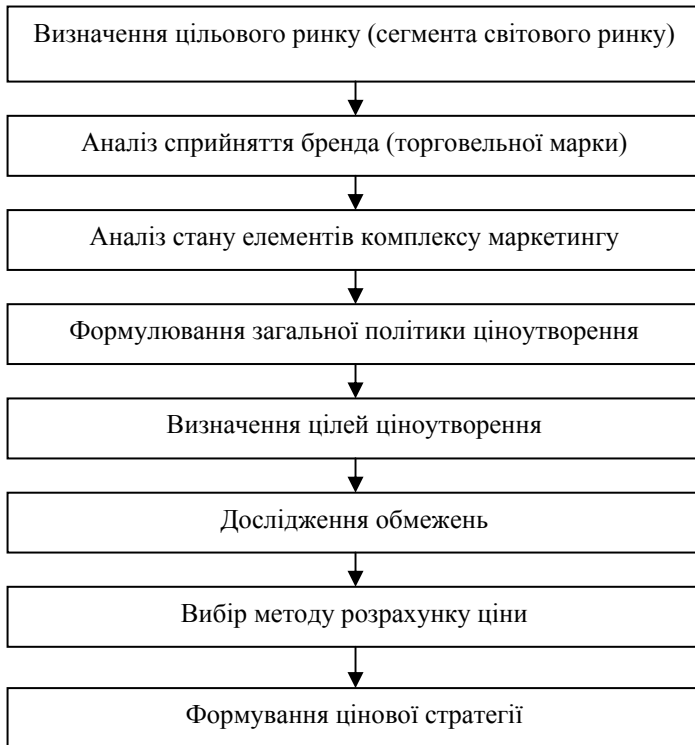 Визначення цільового ринку (сегмента світового ринку)
Аналіз сприйняття бренда (торговельної марки)
Аналіз стану елементів комплексу маркетингу
Формулювання загальної політики ціноутворення
Визначення цілей ціноутворення
Дослідження обмежень
Вибір методу розрахунку ціни
Формування цінової стратегії